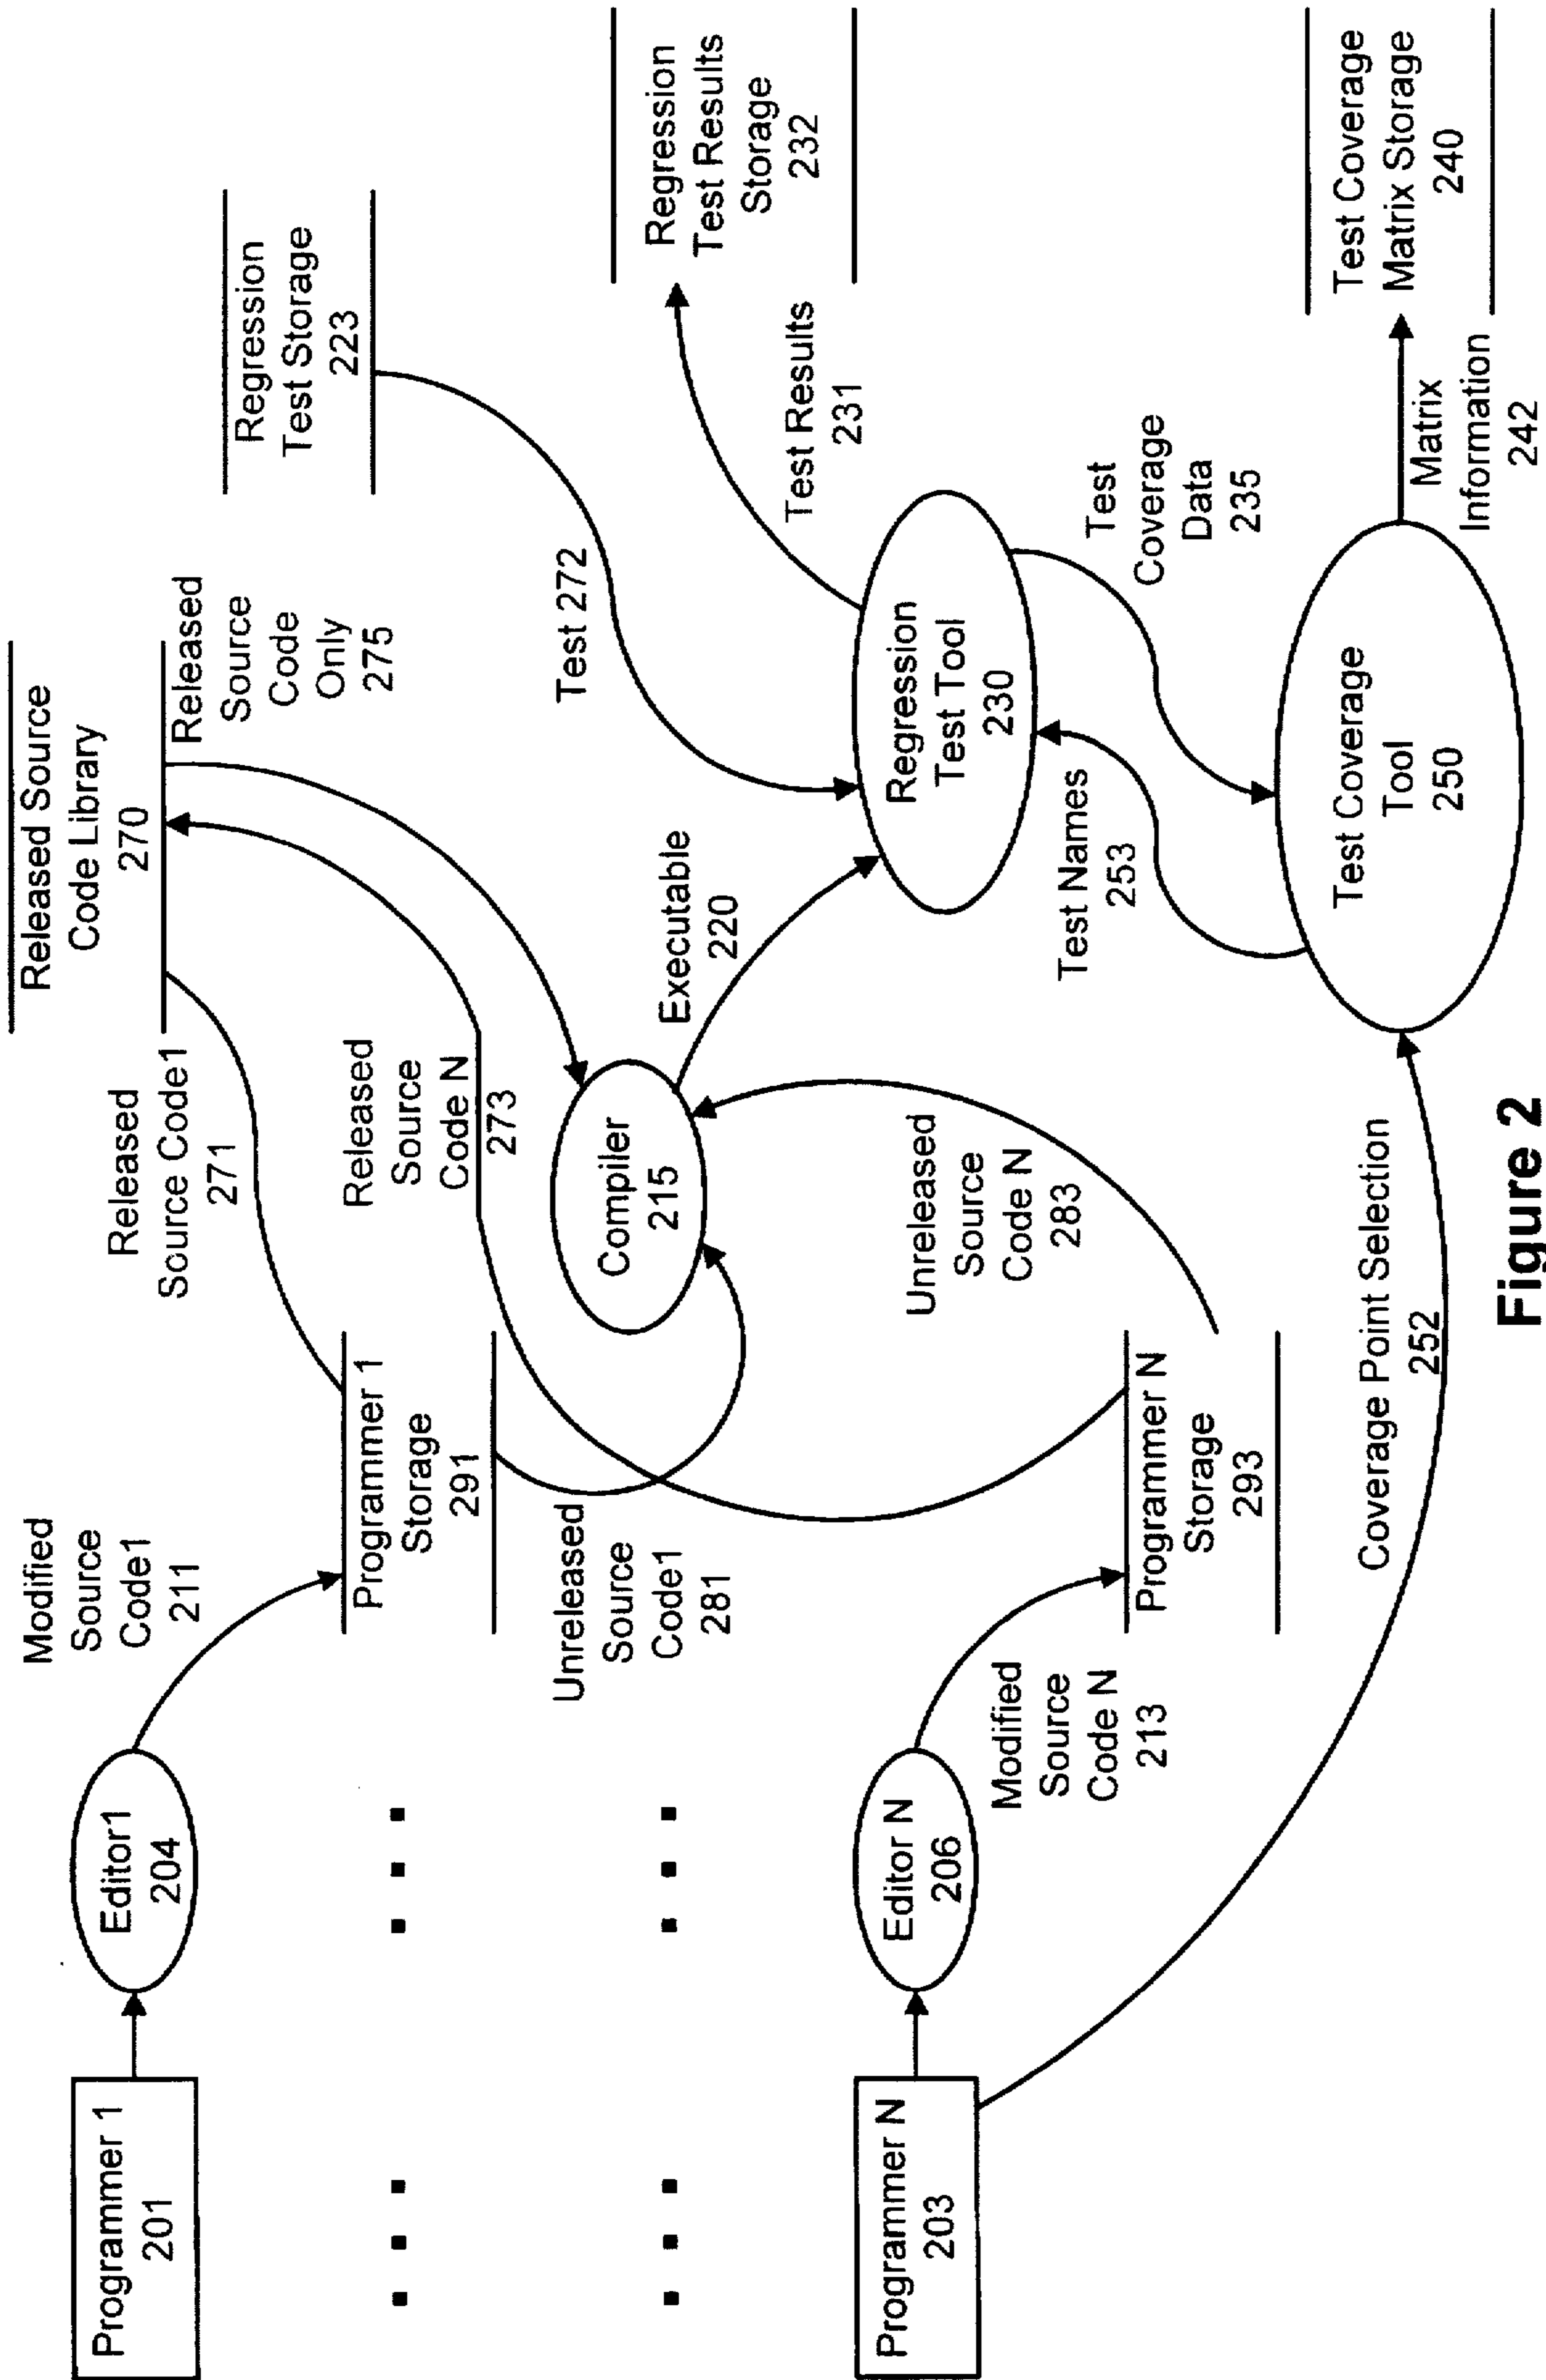 Programmer 1
201
Editor1
204
Modified
Source
Code1
211
Programmer 1
Storage
291
Released
Source Code1
271
Released Source
Code Library
270
Released
Source
Code
Only
275
Released
Source
Code N
273
Unreleased
Source
Code1
281
Compiler
215
Executable
220
Test 272
Regression
Test Storage
223
Regression
Test Results
Storage
232
Test Results
231
Regression
Test Tool
230
Programmer N
203
Editor N
206
Modified
Source
Code N
213
Programmer N
Storage
293
Unreleased
Source
Code N
283
Test Names
253
Test
Coverage
Data
235
Coverage Point Selection
252
Test Coverage
Tool
250
Matrix
Information
242
Test Coverage
Matrix Storage
240
Figure 2